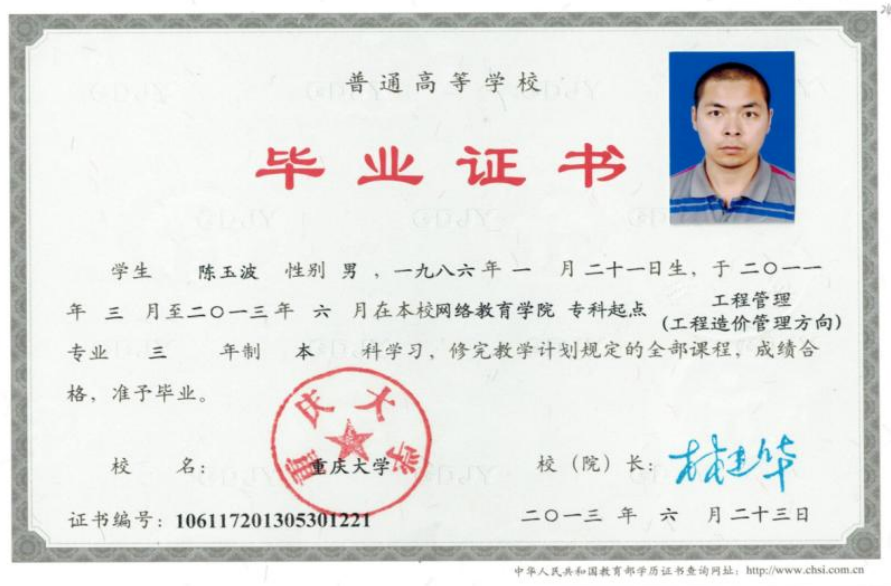 普通高等学校
毕业证书
学生 陈玉波 性别 男 ，一九八六年 一 月二十一日生，于二〇一一
年 三 月至二〇一三年 六 月在本校网络教育学院 专科起点 工程管理
(工程造价管理方向)
专业 三 年制 本 科学习，修完教学计划规定的全部课程，成绩合
格，准予毕业。
重庆大学
校 名： 重庆大学 校（院）长： 林建华
证书编号：106117201305301221 二〇一三 年 六 月二十三日
中华人民共和国教育部学历证书查询网址：http://www.chsi.com.cn